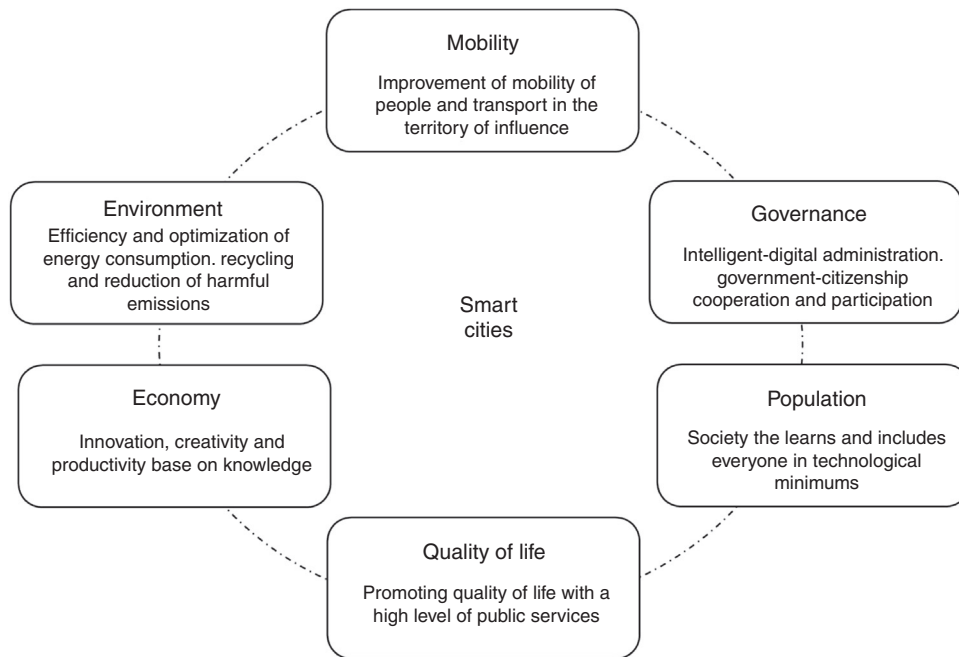 Mobility
Improvement of mobility of
people and transport in the
territory of influence
Environment
Efficiency and optimization of
energy consumption. recycling
and reduction of harmful
emissions
Governance
Intelligent-digital administration.
government-citizenship
cooperation and participation
Smart
cities
Economy
Innovation, creativity and
productivity base on knowledge
Population
Society the learns and includes
everyone in technological
minimums
Quality of life
Promoting quality of life with a
high level of public services